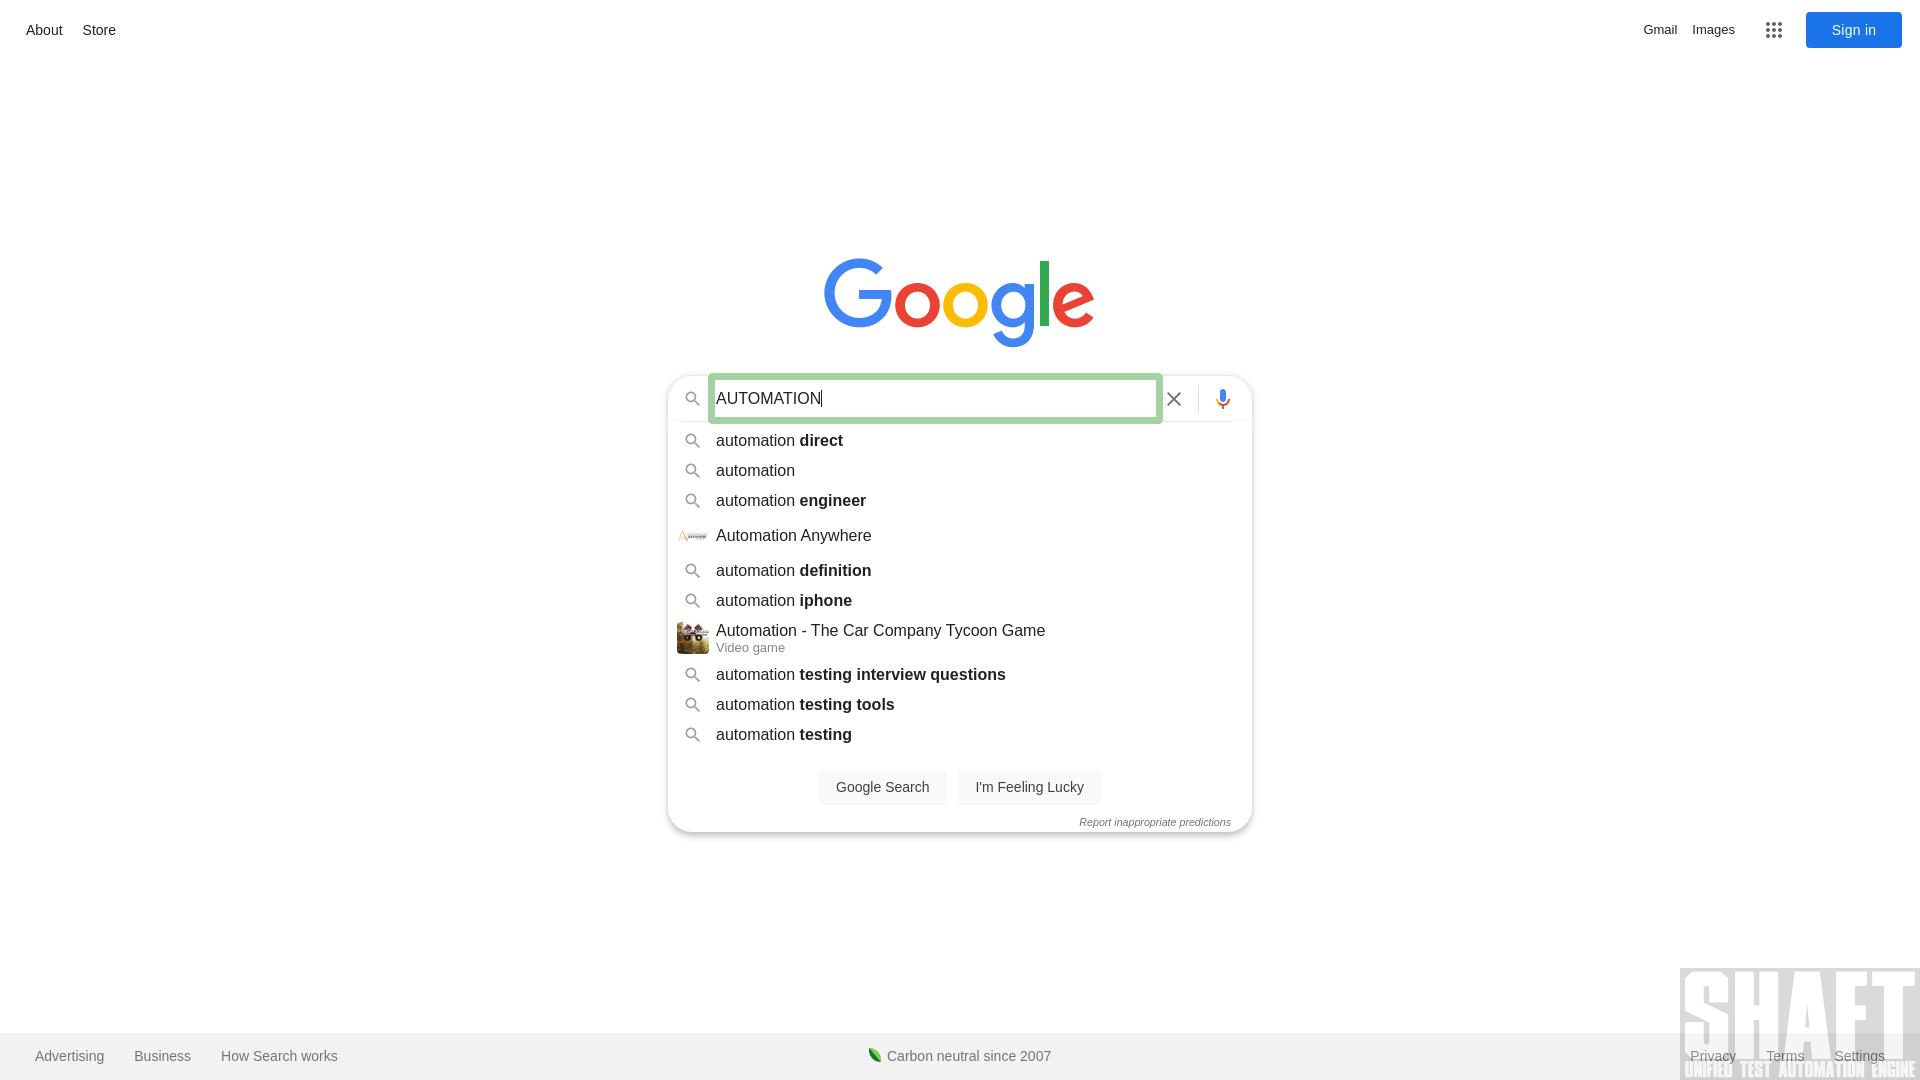 About Store
Gmail Images Sign in
Google
AUTOMATION
automation direct
automation
automation engineer
Automation Anywhere
automation definition
automation iphone
Automation - The Car Company Tycoon Game
Video game
automation testing interview questions
automation testing tools
automation testing
Google Search I'm Feeling Lucky
Report inappropriate predictions
Advertising Business How Search works
Carbon neutral since 2007
Privacy Terms Settings
SHAFT
UNIFIED TEST AUTOMATION ENGINE